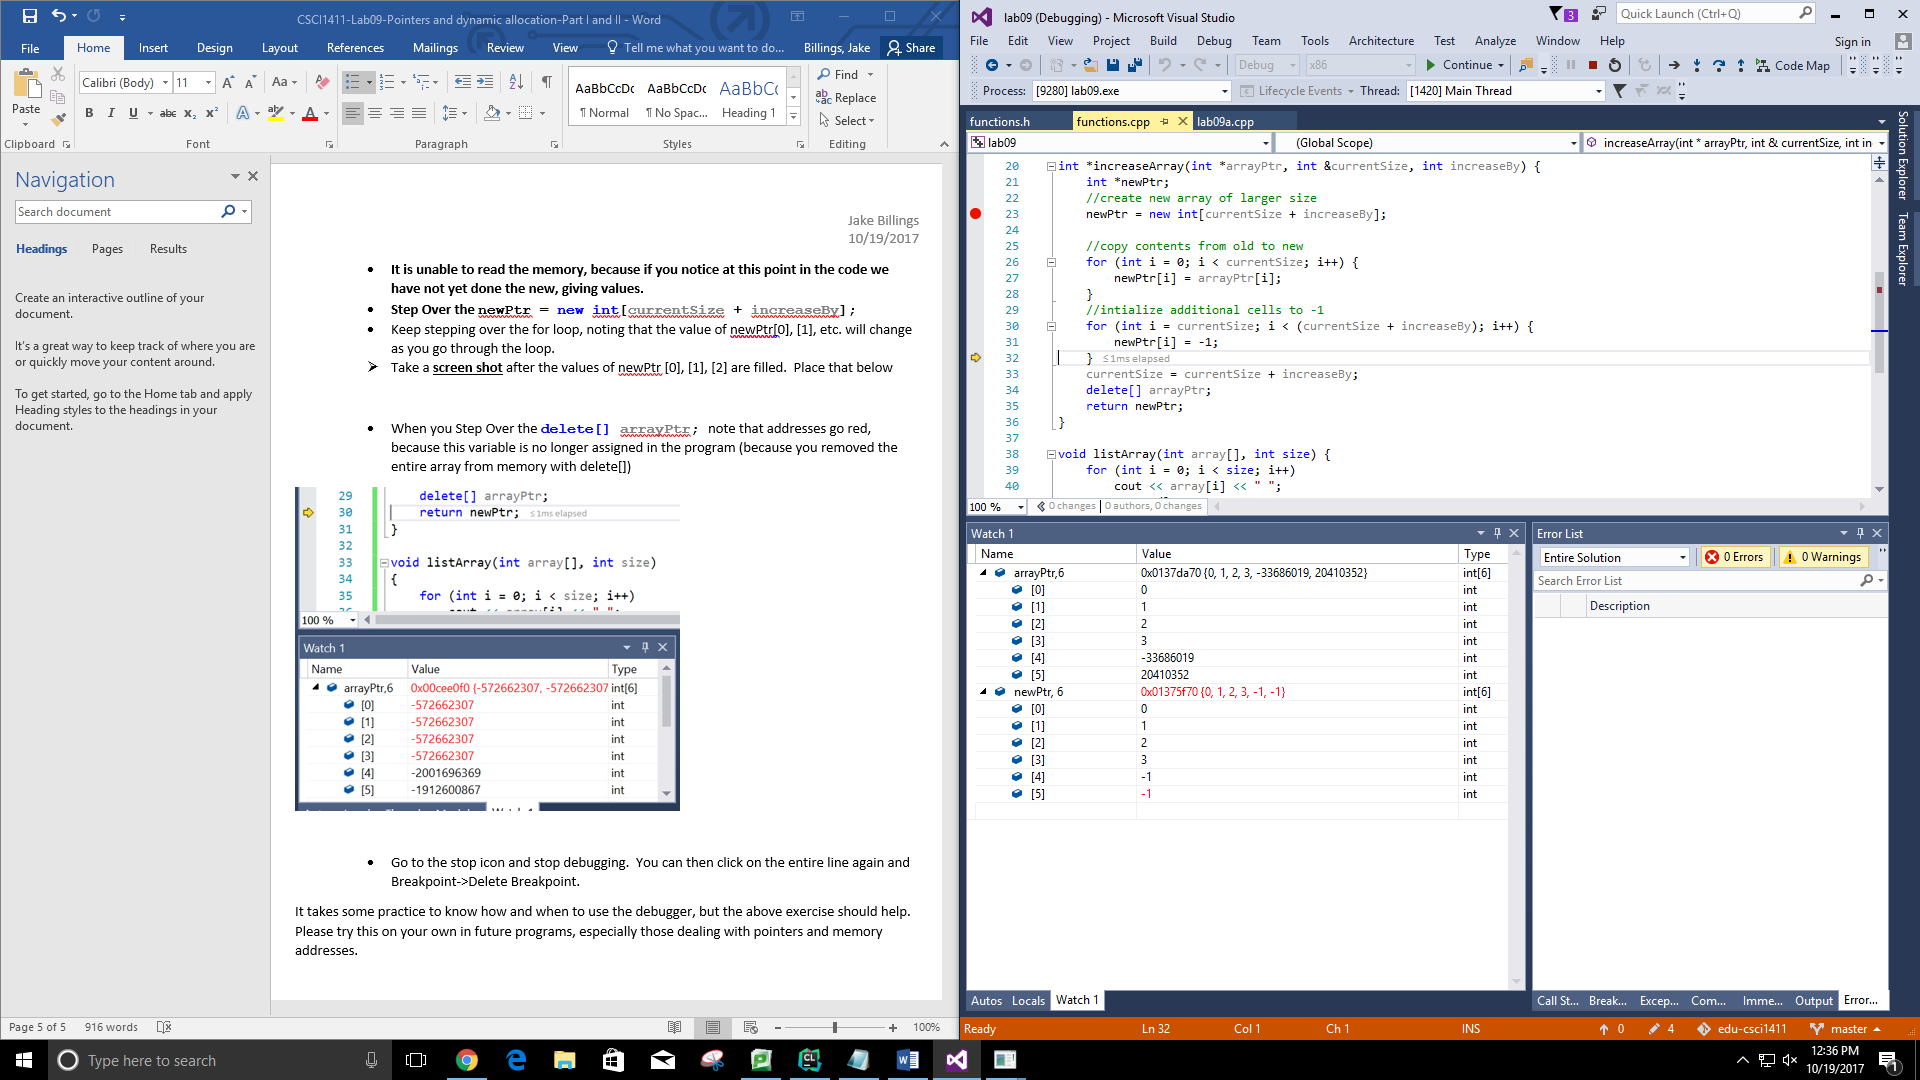 CSCI1411-Lab09-Pointers and dynamic allocation-Part I and II - Word
File Home Insert Design Layout References Mailings Review View Tell me what you want to do... Billings, Jake Share
Paste
Calibri (Body) 11
Aa
B I U abc x₂ x² A A
AaBbCcDc AaBbCcDc AaBbCc
¶ Normal ¶ No Spac... Heading 1
Find
Replace
Select
Clipboard Font Paragraph Styles Editing
Navigation
Search document
Headings Pages Results
Create an interactive outline of your
document.
It's a great way to keep track of where you are
or quickly move your content around.
To get started, go to the Home tab and apply
Heading styles to the headings in your
document.
Jake Billings
10/19/2017
• It is unable to read the memory, because if you notice at this point in the code we
have not yet done the new, giving values.
• Step Over the newPtr = new int[currentSize + increaseBy];
• Keep stepping over the for loop, noting that the value of newPtr[0], [1], etc. will change
as you go through the loop.
➢ Take a screen shot after the values of newPtr [0], [1], [2] are filled. Place that below
• When you Step Over the delete[] arrayPtr; note that addresses go red,
because this variable is no longer assigned in the program (because you removed the
entire array from memory with delete[])
29 delete[] arrayPtr;
30 return newPtr; ≤1ms elapsed
31 }
32
33 void listArray(int array[], int size)
34 {
35 for (int i = 0; i < size; i++)
100 %
Watch 1
Name Value Type
arrayPtr,6 0x00cee0f0 {-572662307, -572662307 int[6]
[0] -572662307 int
[1] -572662307 int
[2] -572662307 int
[3] -572662307 int
[4] -2001696369 int
[5] -1912600867 int
• Go to the stop icon and stop debugging. You can then click on the entire line again and
Breakpoint->Delete Breakpoint.
It takes some practice to know how and when to use the debugger, but the above exercise should help.
Please try this on your own in future programs, especially those dealing with pointers and memory
addresses.
Page 5 of 5 916 words 100%
lab09 (Debugging) - Microsoft Visual Studio
3 Quick Launch (Ctrl+Q)
File Edit View Project Build Debug Team Tools Architecture Test Analyze Window Help Sign in
Debug x86 Continue Code Map
Process: [9280] lab09.exe Lifecycle Events Thread: [1420] Main Thread
functions.h functions.cpp lab09a.cpp
lab09 (Global Scope) increaseArray(int * arrayPtr, int & currentSize, int in
20 int *increaseArray(int *arrayPtr, int &currentSize, int increaseBy) {
21 int *newPtr;
22 //create new array of larger size
23 newPtr = new int[currentSize + increaseBy];
24
25 //copy contents from old to new
26 for (int i = 0; i < currentSize; i++) {
27 newPtr[i] = arrayPtr[i];
28 }
29 //intialize additional cells to -1
30 for (int i = currentSize; i < (currentSize + increaseBy); i++) {
31 newPtr[i] = -1;
32 } ≤1ms elapsed
33 currentSize = currentSize + increaseBy;
34 delete[] arrayPtr;
35 return newPtr;
36 }
37
38 void listArray(int array[], int size) {
39 for (int i = 0; i < size; i++)
40 cout << array[i] << " ";
100 % 0 changes | 0 authors, 0 changes
Solution Explorer
Team Explorer
Watch 1
Name Value Type
arrayPtr,6 0x0137da70 {0, 1, 2, 3, -33686019, 20410352} int[6]
[0] 0 int
[1] 1 int
[2] 2 int
[3] 3 int
[4] -33686019 int
[5] 20410352 int
newPtr, 6 0x01375f70 {0, 1, 2, 3, -1, -1} int[6]
[0] 0 int
[1] 1 int
[2] 2 int
[3] 3 int
[4] -1 int
[5] -1 int
Autos Locals Watch 1
Error List
Entire Solution 0 Errors 0 Warnings
Search Error List
Description
Call St... Break... Excep... Com... Imme... Output Error...
Ready Ln 32 Col 1 Ch 1 INS 0 4 edu-csci1411 master
Type here to search
12:36 PM
10/19/2017
1